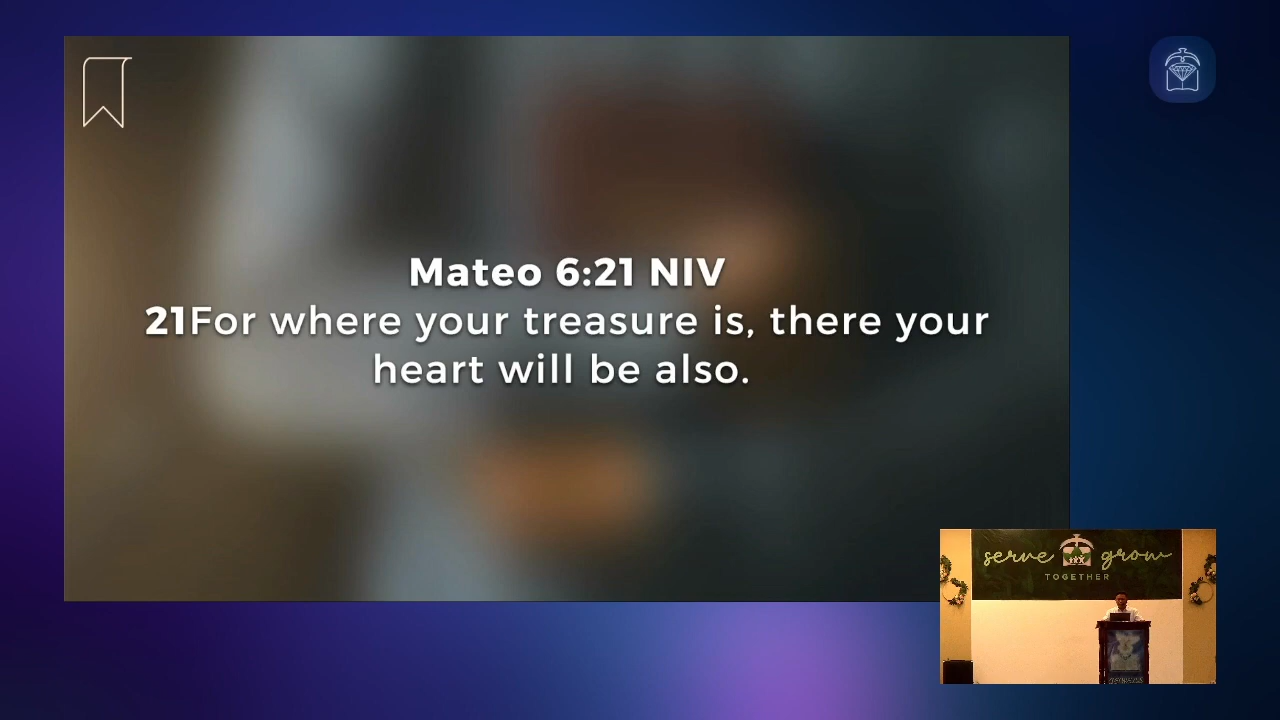 Mateo 6:21 NIV
21For where your treasure is, there your
heart will be also.
serve grow
TOGETHER